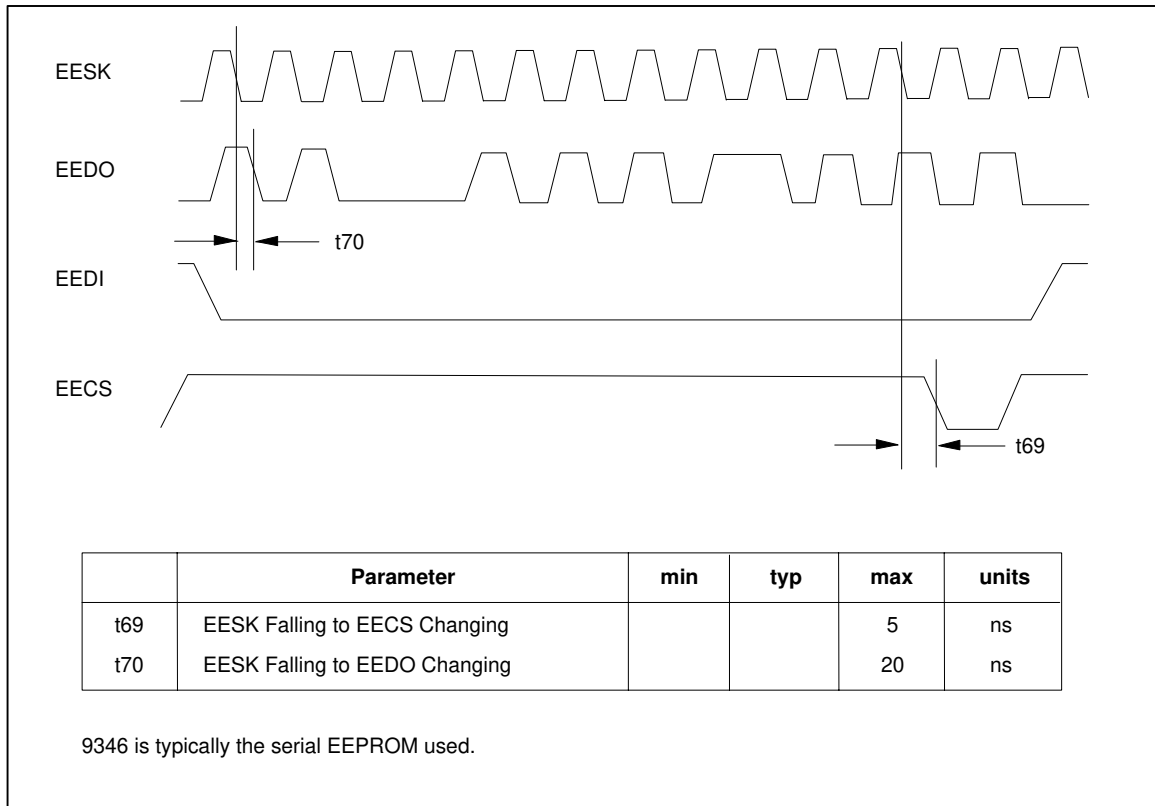 EESK
EEDO
t70
EEDI
EECS
t69
Parameter min typ max units
t69 EESK Falling to EECS Changing 5 ns
t70 EESK Falling to EEDO Changing 20 ns
9346 is typically the serial EEPROM used.